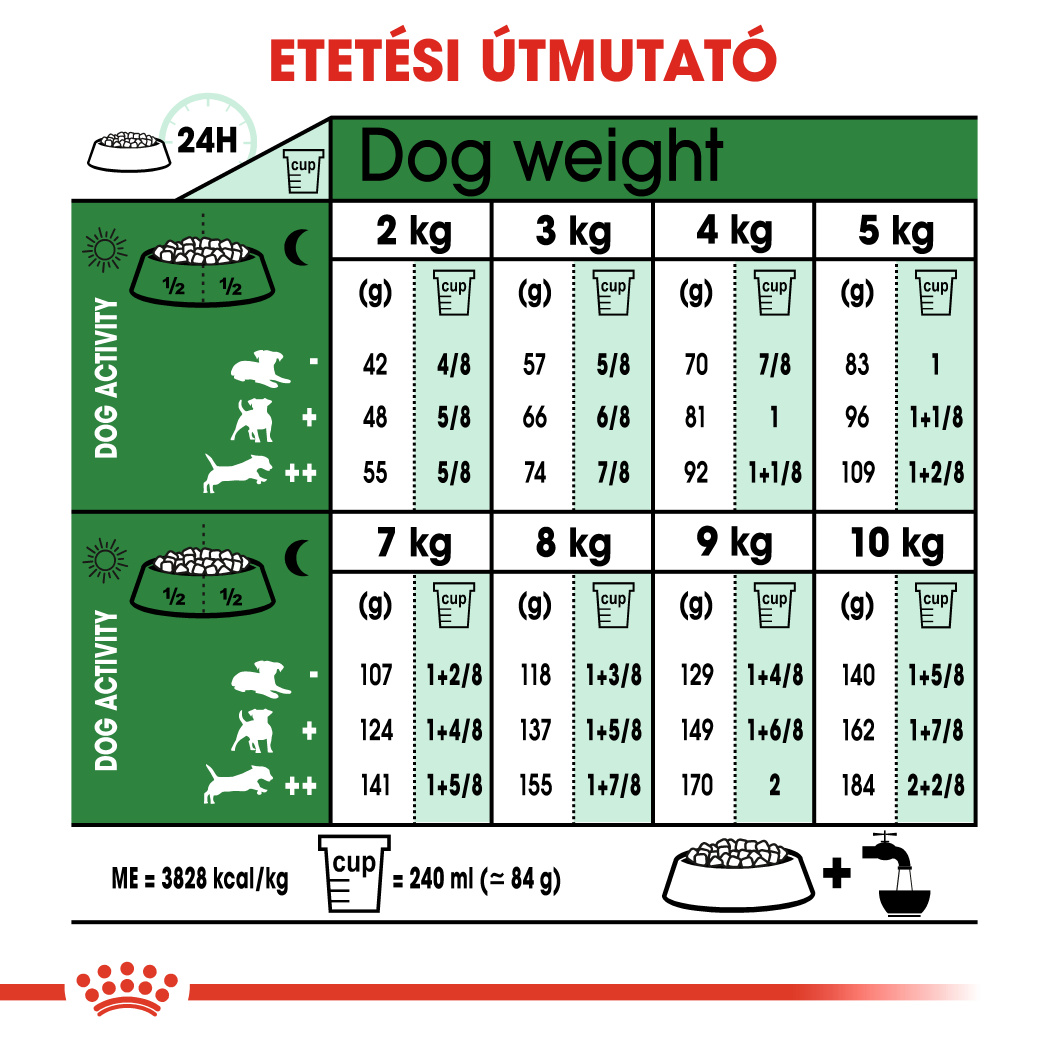 ETETÉSI ÚTMUTATÓ
24H
cup
Dog weight
2 kg 3 kg 4 kg 5 kg
½ ½
DOG ACTIVITY
(g) cup (g) cup (g) cup (g) cup
- 42 4/8 57 5/8 70 7/8 83 1
+ 48 5/8 66 6/8 81 1 96 1+1/8
++ 55 5/8 74 7/8 92 1+1/8 109 1+2/8
7 kg 8 kg 9 kg 10 kg
½ ½
DOG ACTIVITY
(g) cup (g) cup (g) cup (g) cup
- 107 1+2/8 118 1+3/8 129 1+4/8 140 1+5/8
+ 124 1+4/8 137 1+5/8 149 1+6/8 162 1+7/8
++ 141 1+5/8 155 1+7/8 170 2 184 2+2/8
ME = 3828 kcal/kg cup = 240 ml (≃ 84 g) +